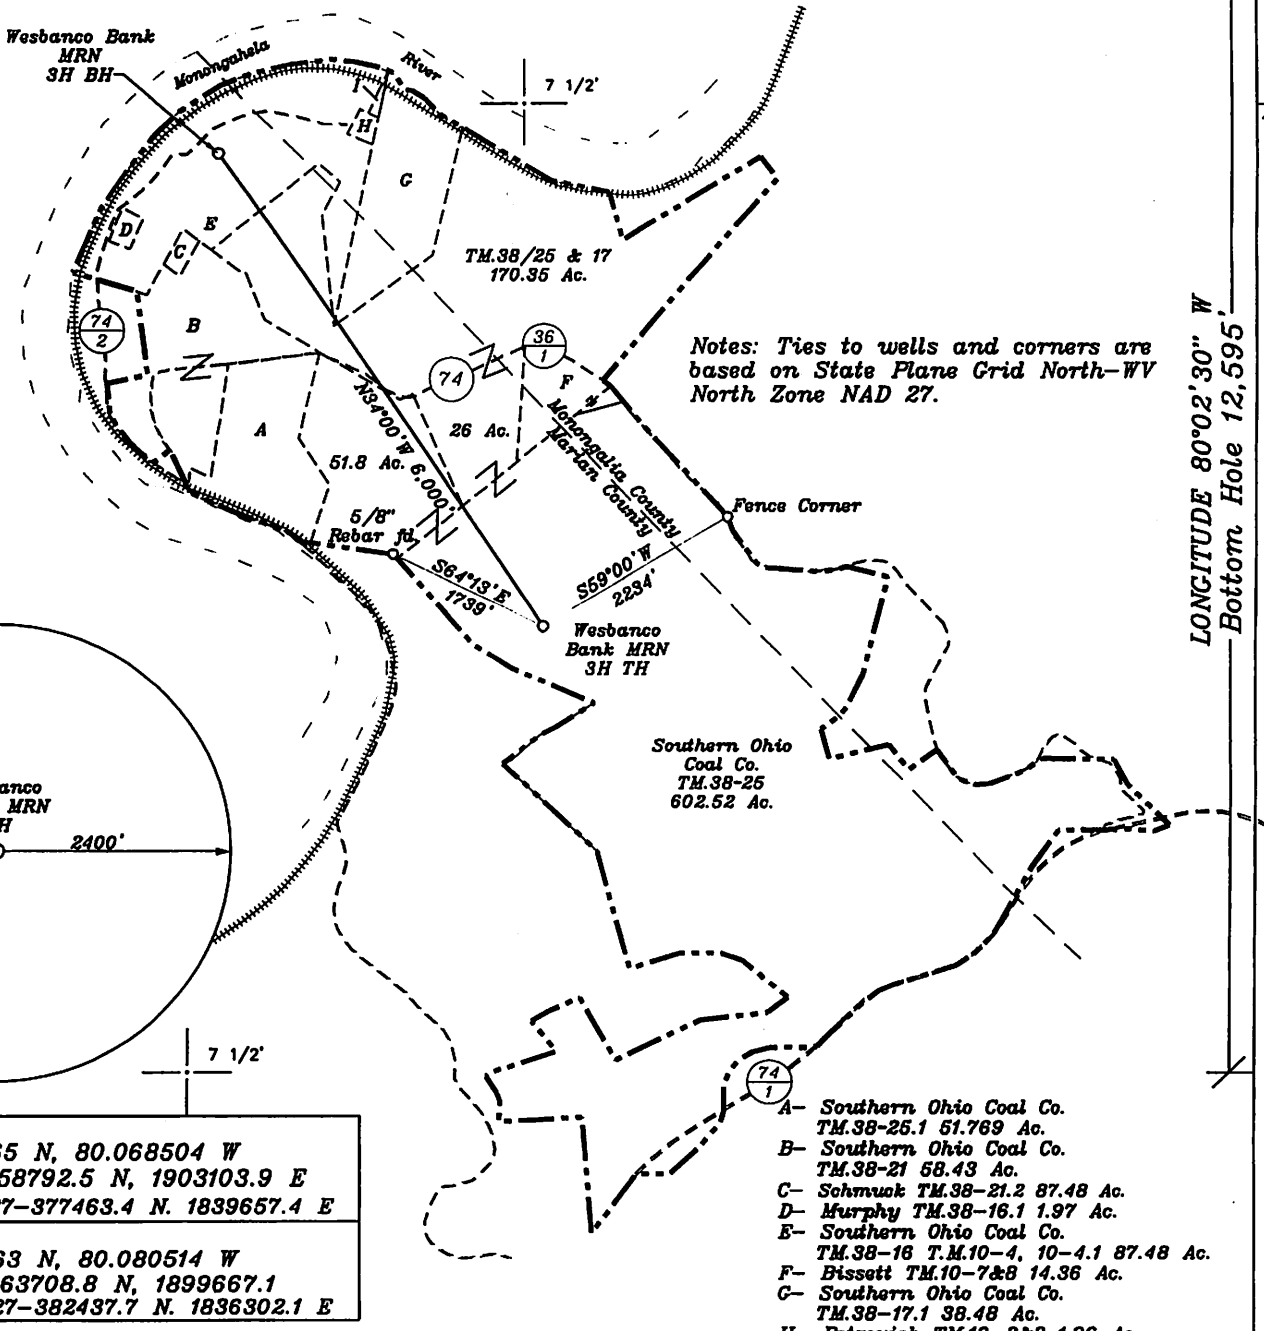 Wesbanco Bank
MRN
3H BH
Monongahela
River
7 1/2'
I
H
G
D
E
C
TM.38/25 & 17
170.35 Ac.
74
2
B
36
1
74
F
Notes: Ties to wells and corners are
based on State Plane Grid North-WV
North Zone NAD 27.
LONGITUDE 80°02'30" W
Bottom Hole 12,595'
N34°00'W 6,000
A
26 Ac.
51.8 Ac.
Monongalia County
Marion County
5/8"
Rebar fd.
Fence Corner
S64°13'E
1739'
S59°00'W
2234'
Wesbanco
Bank MRN
3H TH
Southern Ohio
Coal Co.
TM.38-25
602.52 Ac.
anco
MRN
H
2400'
7 1/2'
74
1
65 N, 80.068504 W
58792.5 N, 1903103.9 E
27-377463.4 N. 1839657.4 E
63 N, 80.080514 W
63708.8 N, 1899667.1
27-382437.7 N. 1836302.1 E
A- Southern Ohio Coal Co.
TM.38-25.1 51.769 Ac.
B- Southern Ohio Coal Co.
TM.38-21 58.43 Ac.
C- Schmuck TM.38-21.2 87.48 Ac.
D- Murphy TM.38-16.1 1.97 Ac.
E- Southern Ohio Coal Co.
TM.38-16 T.M.10-4, 10-4.1 87.48 Ac.
F- Bissett TM.10-7&8 14.36 Ac.
G- Southern Ohio Coal Co.
TM.38-17.1 38.48 Ac.